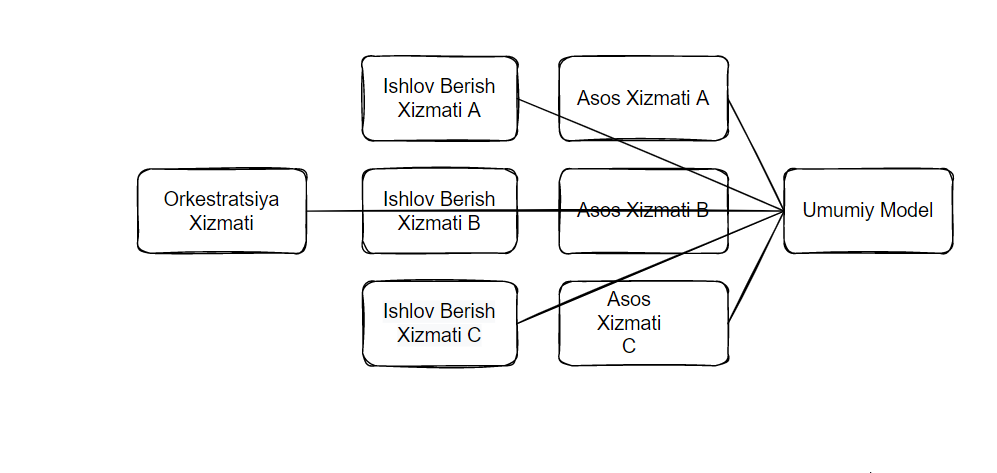 Ishlov Berish
Xizmati A
Asos Xizmati A
Orkestratsiya
Xizmati
Ishlov Berish
Xizmati B
Asos Xizmati B
Umumiy Model
Ishlov Berish
Xizmati C
Asos
Xizmati
C